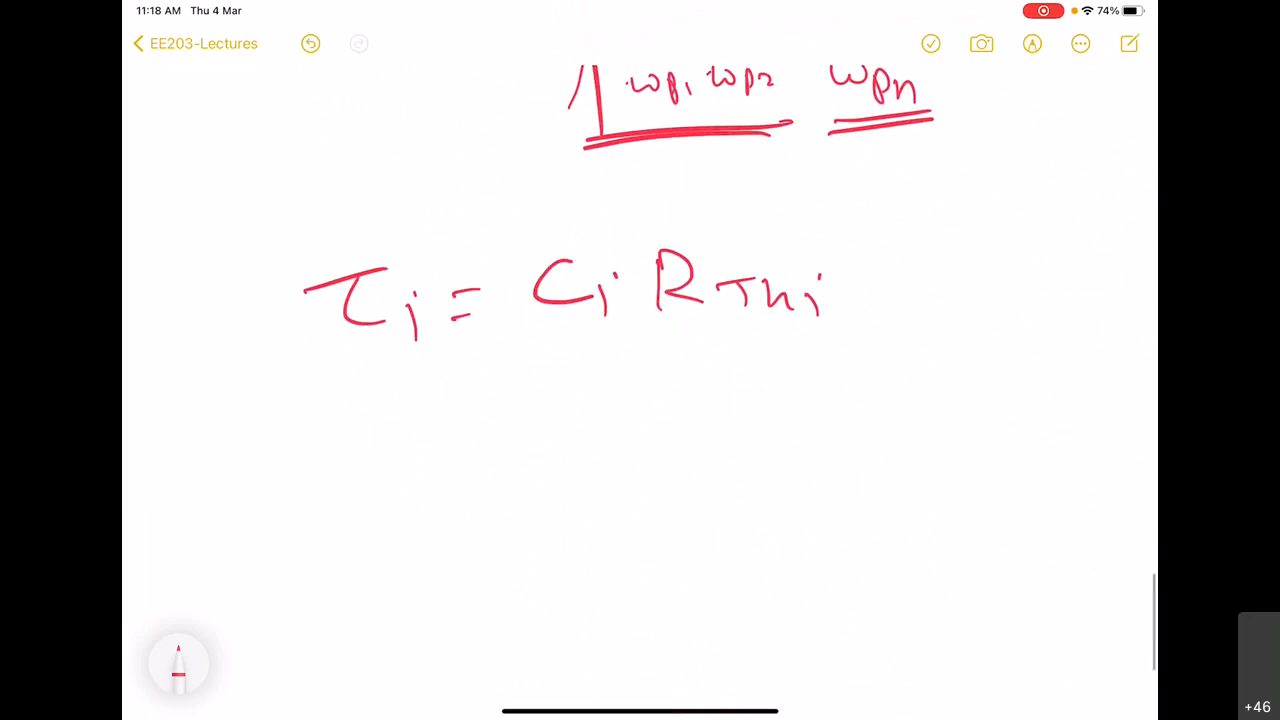 11:18 AM Thu 4 Mar 74%
EE203-Lectures
ωp1 ωp2 ωpn
τi = Ci RThi
+46